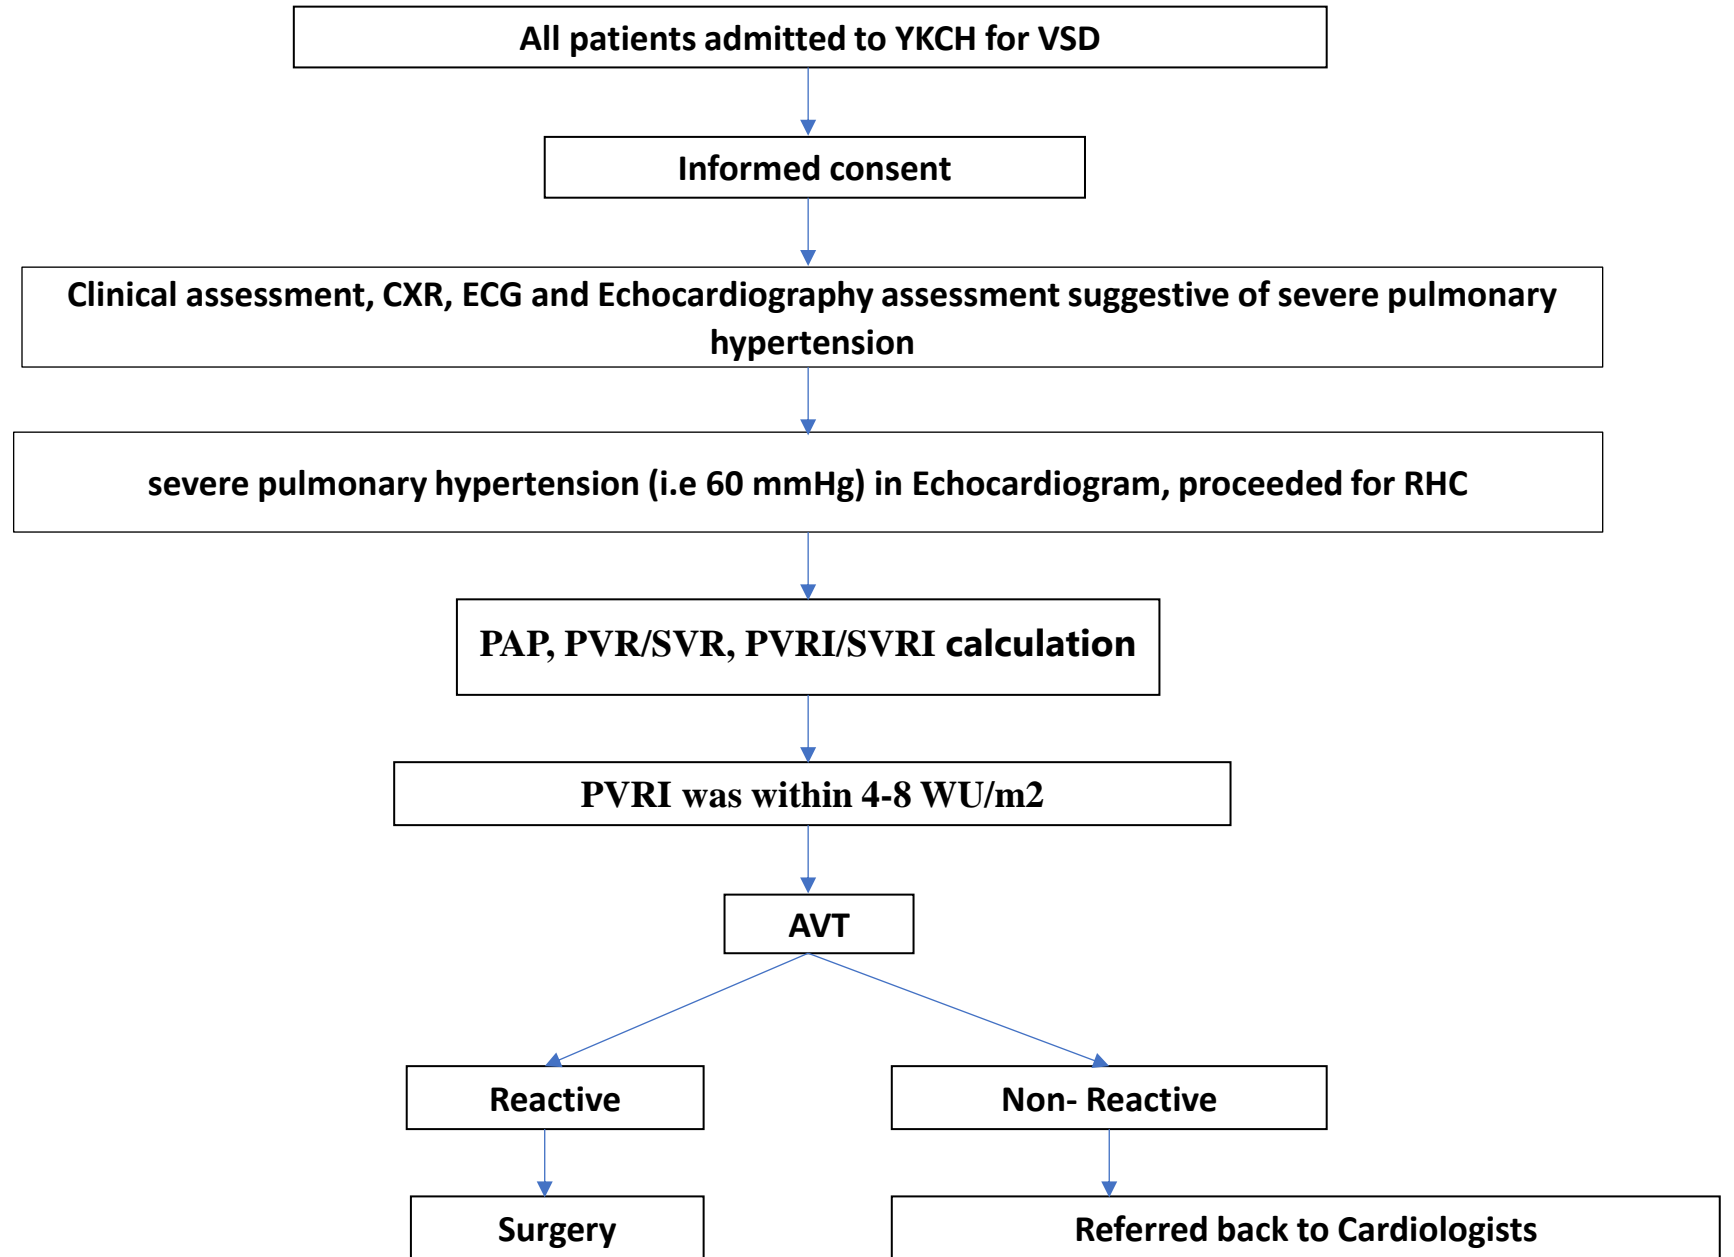 All patients admitted to YKCH for VSD
Informed consent
Clinical assessment, CXR, ECG and Echocardiography assessment suggestive of severe pulmonary
hypertension
severe pulmonary hypertension (i.e 60 mmHg) in Echocardiogram, proceeded for RHC
PAP, PVR/SVR, PVRI/SVRI calculation
PVRI was within 4-8 WU/m2
AVT
Reactive
Non- Reactive
Surgery
Referred back to Cardiologists